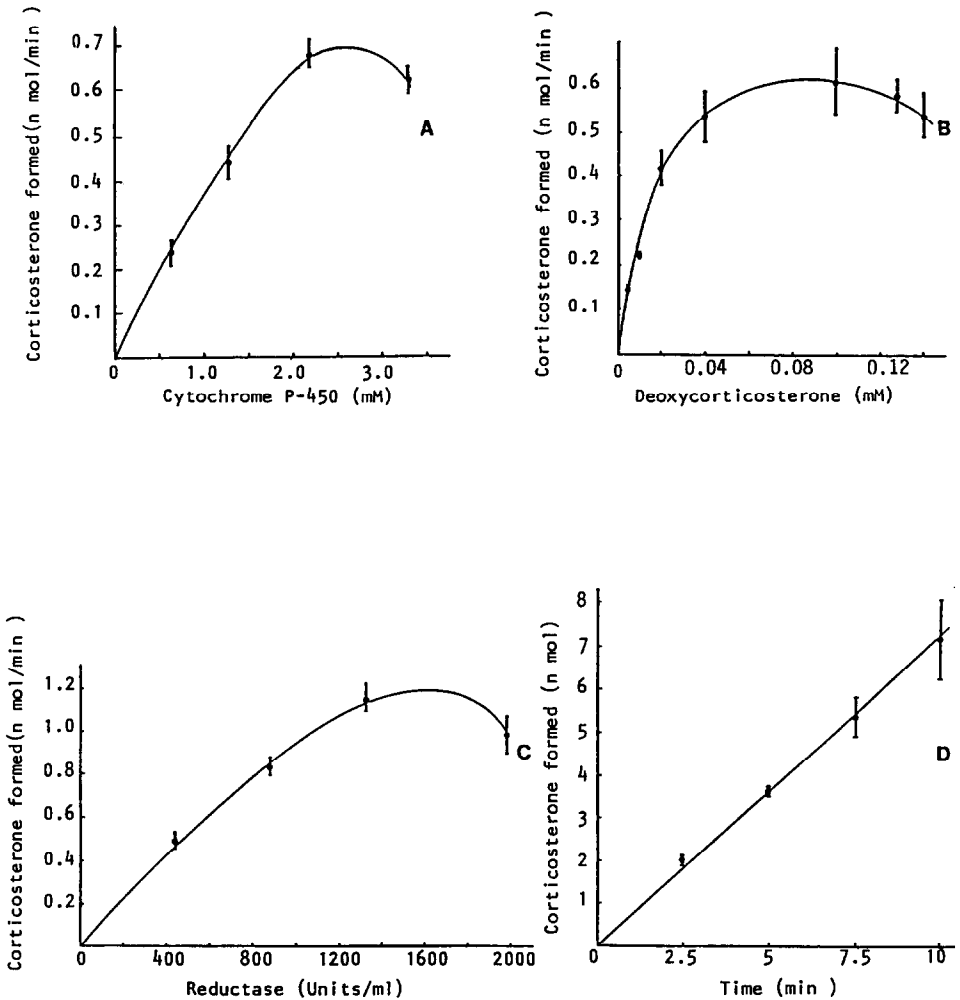 Corticosterone formed(n mol/min )
0.7
0.6
0.5
0.4
0.3
0.2
0.1
A
0 1.0 2.0 3.0
Cytochrome P-450 (mM)
Corticosterone formed (n mol/min )
0.6
0.5
0.4
0.3
0.2
0.1
B
0 0.04 0.08 0.12
Deoxycorticosterone (mM)
Corticosterone formed(n mol/min )
1.2
1.0
0.8
0.6
0.4
0.2
C
0 400 800 1200 1600 2000
Reductase (Units/ml)
Corticosterone formed (n mol)
8
7
6
5
4
3
2
1
D
0 2.5 5 7.5 10
Time (min )